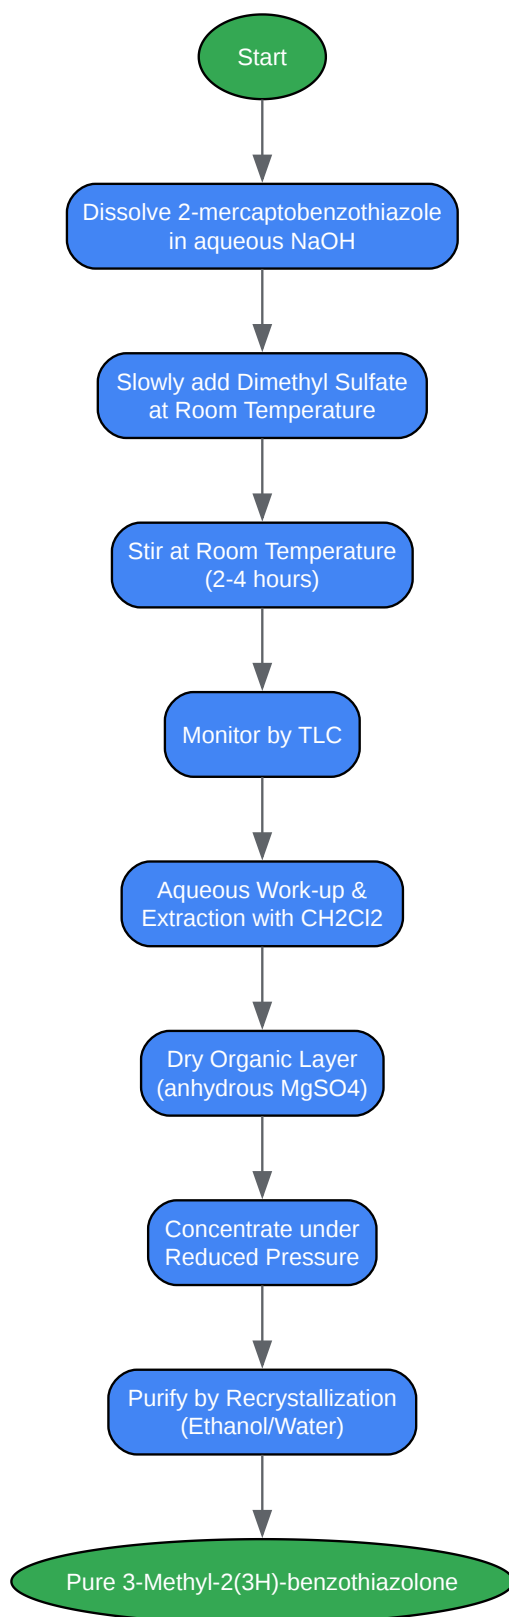 Start
Dissolve 2-mercaptobenzothiazole
in aqueous NaOH
Slowly add Dimethyl Sulfate
at Room Temperature
Stir at Room Temperature
(2-4 hours)
Monitor by TLC
Aqueous Work-up &
Extraction with CH2Cl2
Dry Organic Layer
(anhydrous MgSO4)
Concentrate under
Reduced Pressure
Purify by Recrystallization
(Ethanol/Water)
Pure 3-Methyl-2(3H)-benzothiazolone